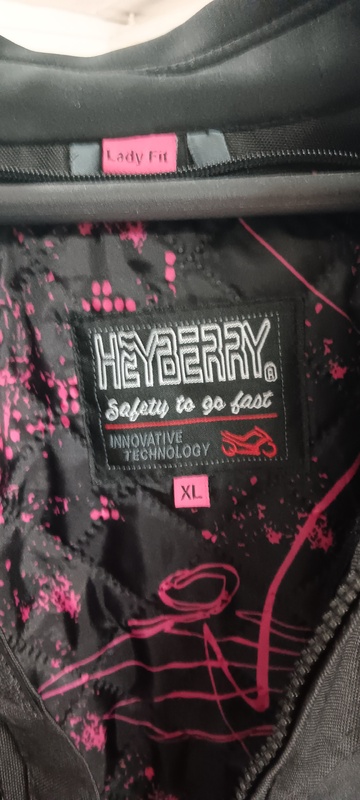 Lady Fit
HEYBERRY®
Safety to go fast
INNOVATIVE
TECHNOLOGY
XL